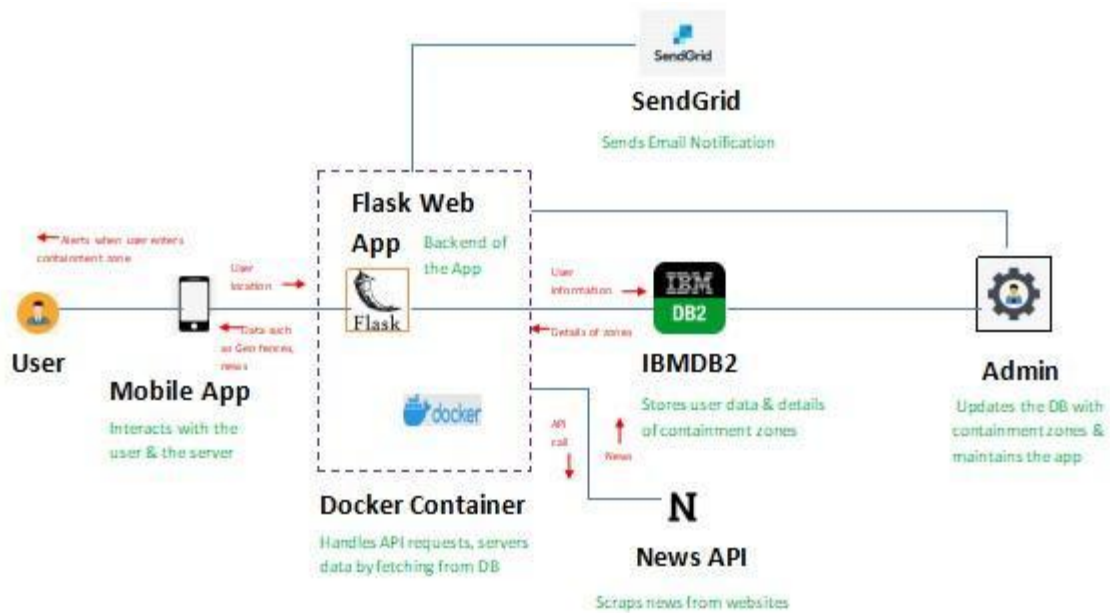 SendGrid
SendGrid
Sends Email Notification
Flask Web
App
Backend of
the App
Alerts when user enters
containment zone
User
location
Flask
User
information
IBM
DB2
Data such
as Geo fences,
news
Details of zones
User
Mobile App
Interacts with the
user & the server
docker
IBMDB2
Stores user data & details
of containment zones
Admin
Updates the DB with
containment zones &
maintains the app
API
call
News
Docker Container
Handles API requests, servers
data by fetching from DB
N
News API
Scraps news from websites